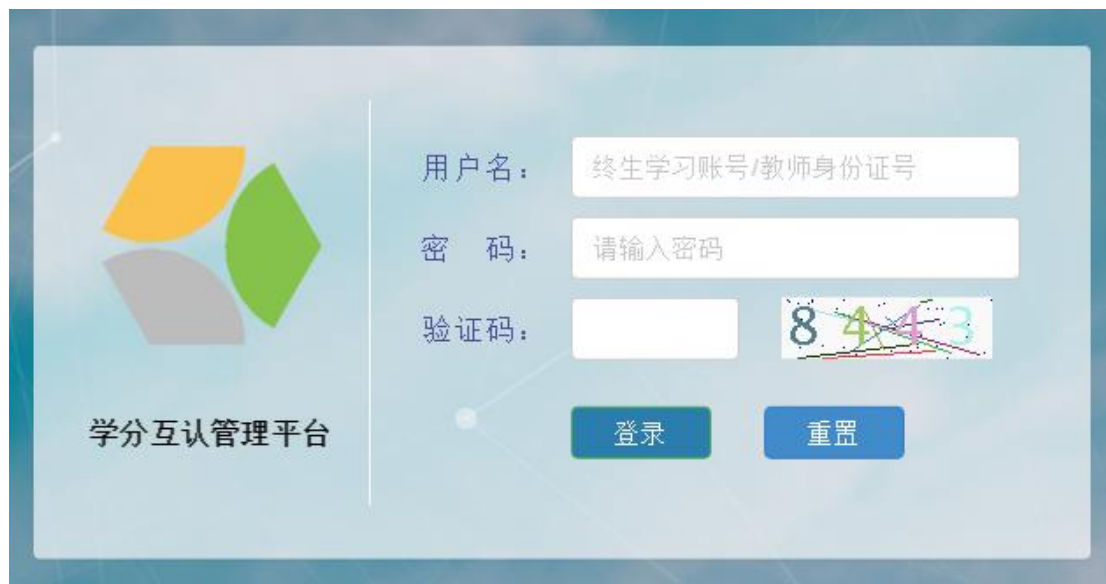 用户名： 终生学习账号/教师身份证号
密 码： 请输入密码
验证码： 8443
学分互认管理平台
登录 重置